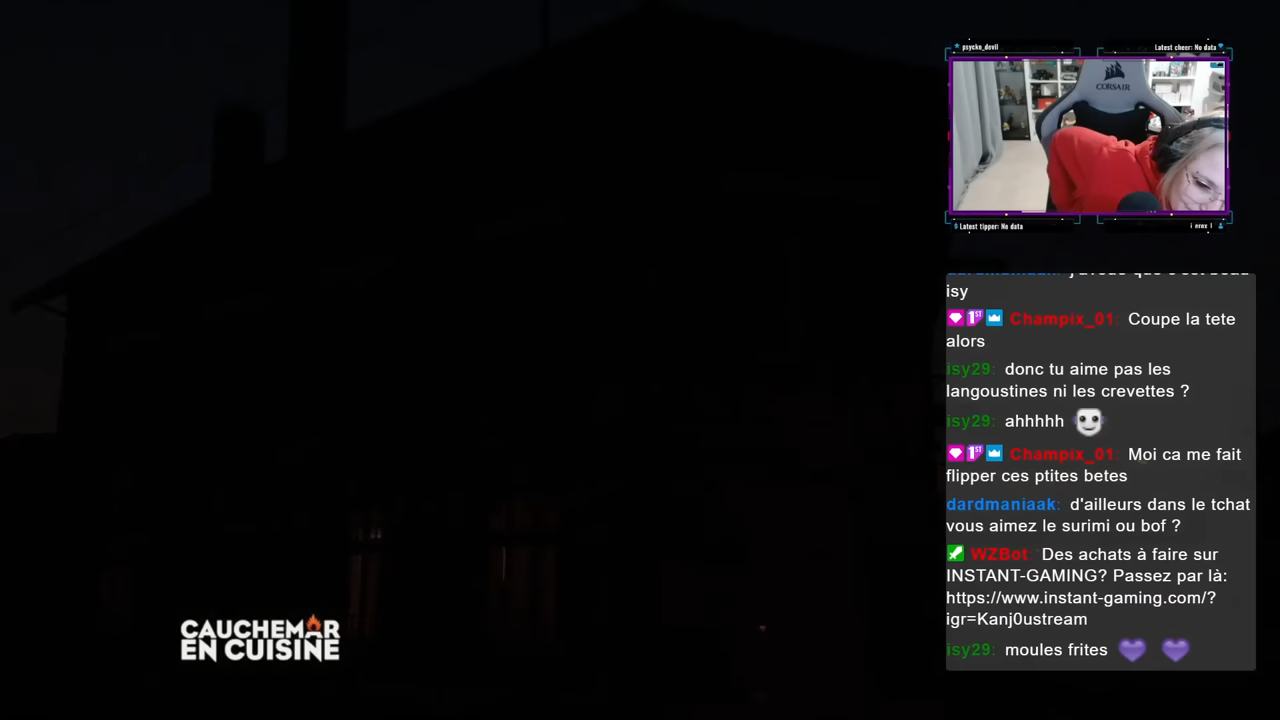 psycko_devil
Latest cheer: No data
CORSAIR
Latest tipper: No data
isy
Champix_01: Coupe la tete
alors
isy29: donc tu aime pas les
langoustines ni les crevettes ?
isy29: ahhhhh
Champix_01: Moi ca me fait
flipper ces ptites betes
dardmaniaak: d'ailleurs dans le tchat
vous aimez le surimi ou bof ?
WZBot: Des achats à faire sur
INSTANT-GAMING? Passez par là:
https://www.instant-gaming.com/?
igr=Kanj0ustream
isy29: moules frites
CAUCHEMAR
EN CUISINE